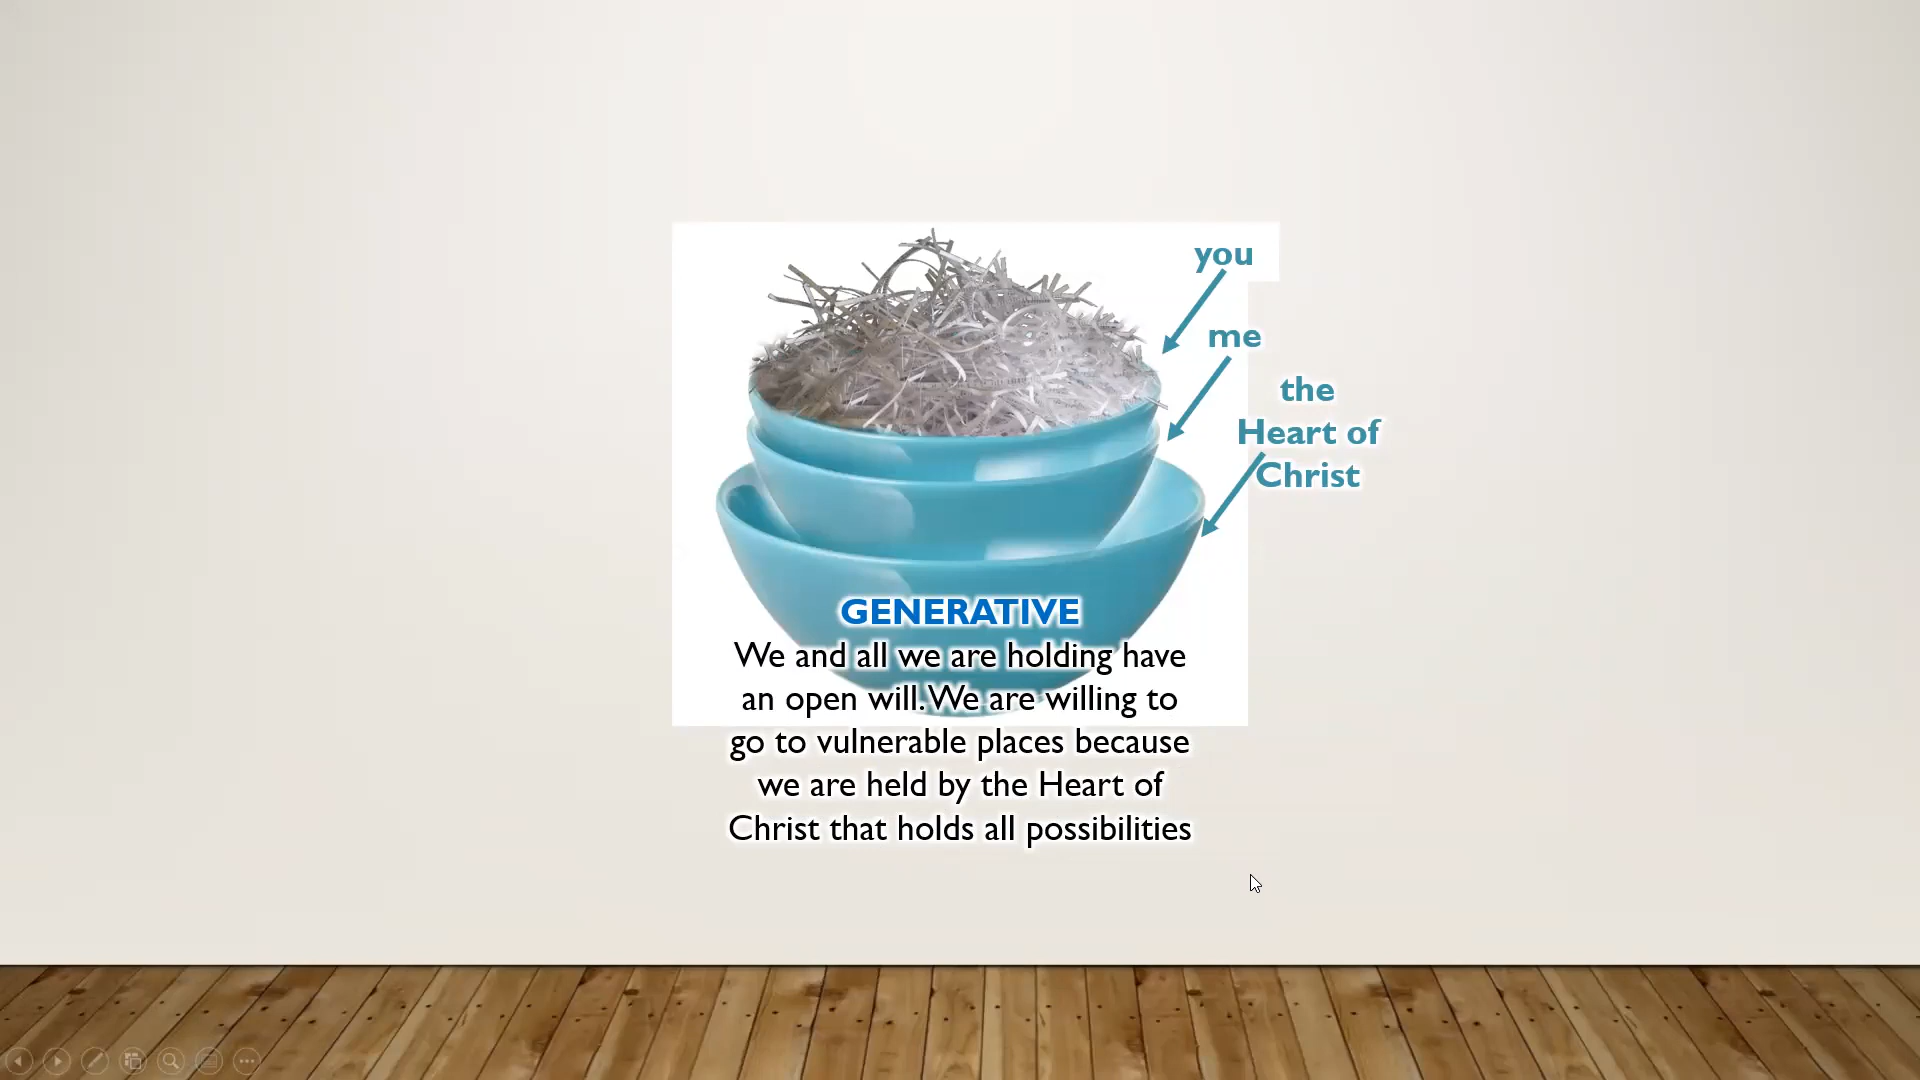 you
me
the
Heart of
Christ
GENERATIVE
We and all we are holding have
an open will. We are willing to
go to vulnerable places because
we are held by the Heart of
Christ that holds all possibilities